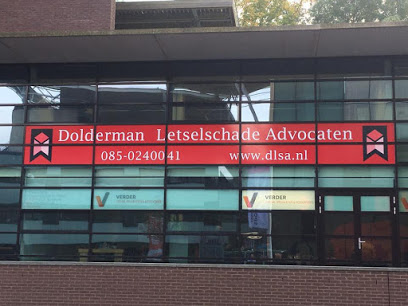 Dolderman Letselschade Advocaten
085-0240041 www.dlsa.nl
VERDER
VERDER